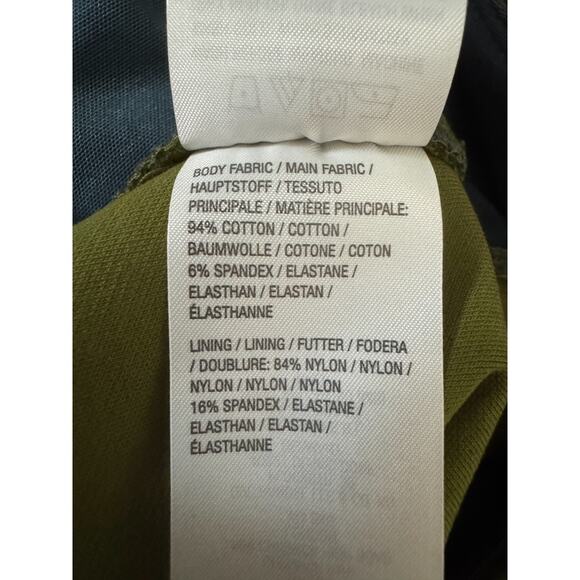 BODY FABRIC / MAIN FABRIC /
HAUPTSTOFF / TESSUTO
PRINCIPALE / MATIÈRE PRINCIPALE:
94% COTTON / COTTON /
BAUMWOLLE / COTONE / COTON
6% SPANDEX / ELASTANE /
ELASTHAN / ELASTAN /
ÉLASTHANNE
LINING / LINING / FUTTER / FODERA
/ DOUBLURE: 84% NYLON / NYLON /
NYLON / NYLON / NYLON
16% SPANDEX / ELASTANE /
ELASTHAN / ELASTAN /
ÉLASTHANNE